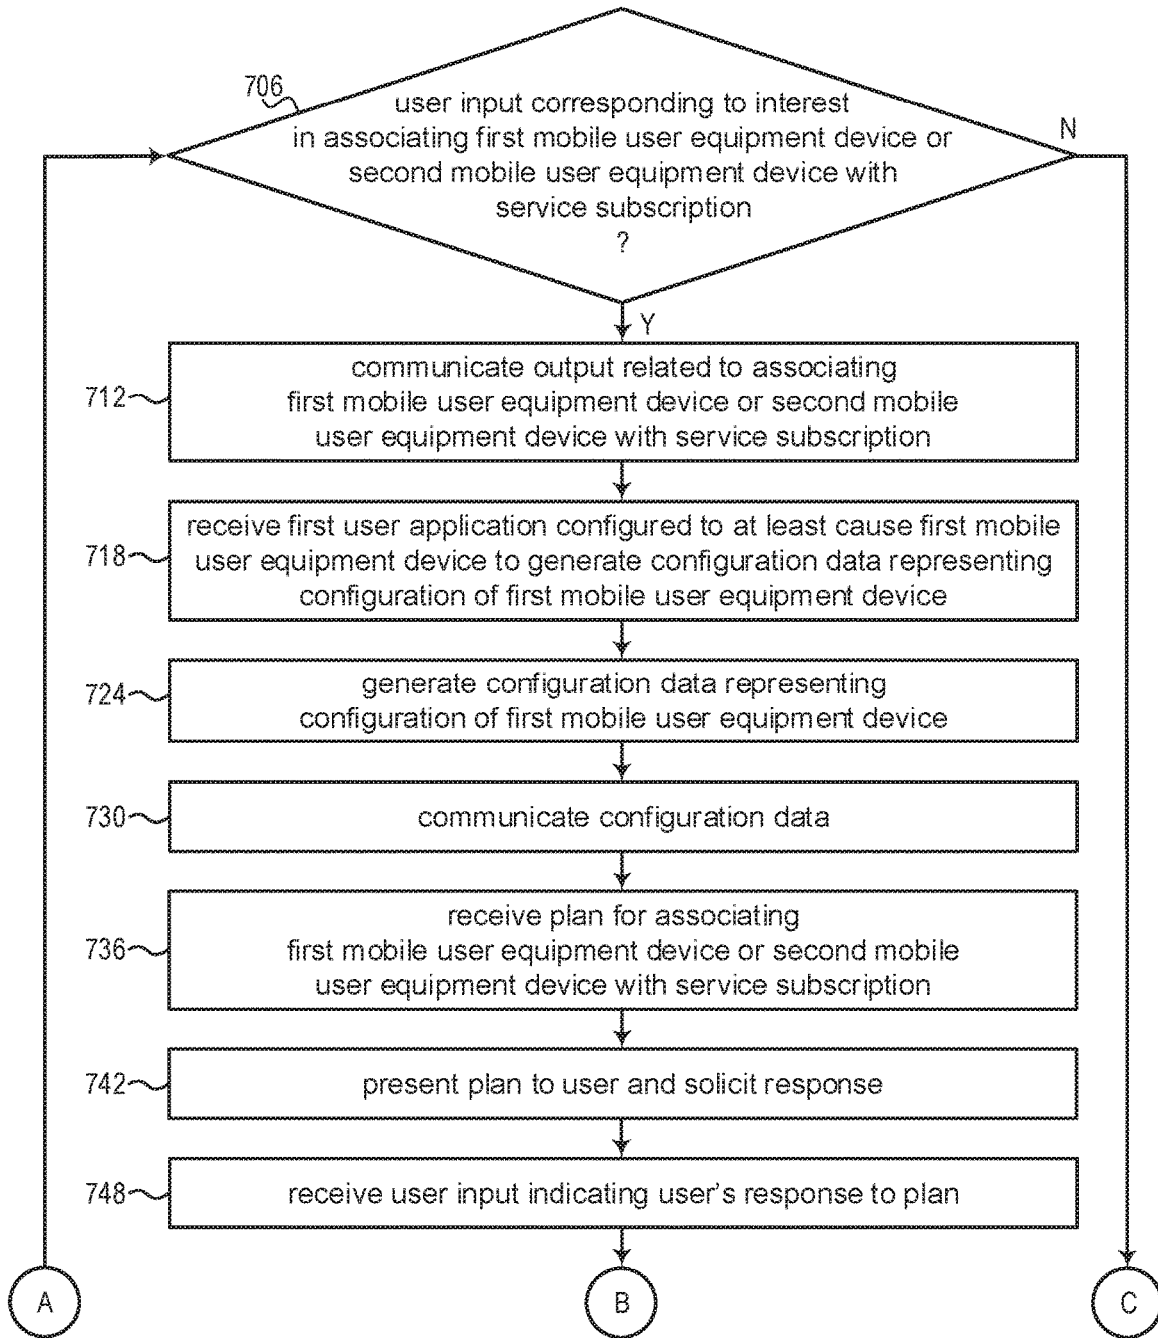 706
user input corresponding to interest
in associating first mobile user equipment device or
second mobile user equipment device with
service subscription
?
N
Y
712
communicate output related to associating
first mobile user equipment device or second mobile
user equipment device with service subscription
718
receive first user application configured to at least cause first mobile
user equipment device to generate configuration data representing
configuration of first mobile user equipment device
724
generate configuration data representing
configuration of first mobile user equipment device
730
communicate configuration data
736
receive plan for associating
first mobile user equipment device or second mobile
user equipment device with service subscription
742
present plan to user and solicit response
748
receive user input indicating user's response to plan
A
B
C